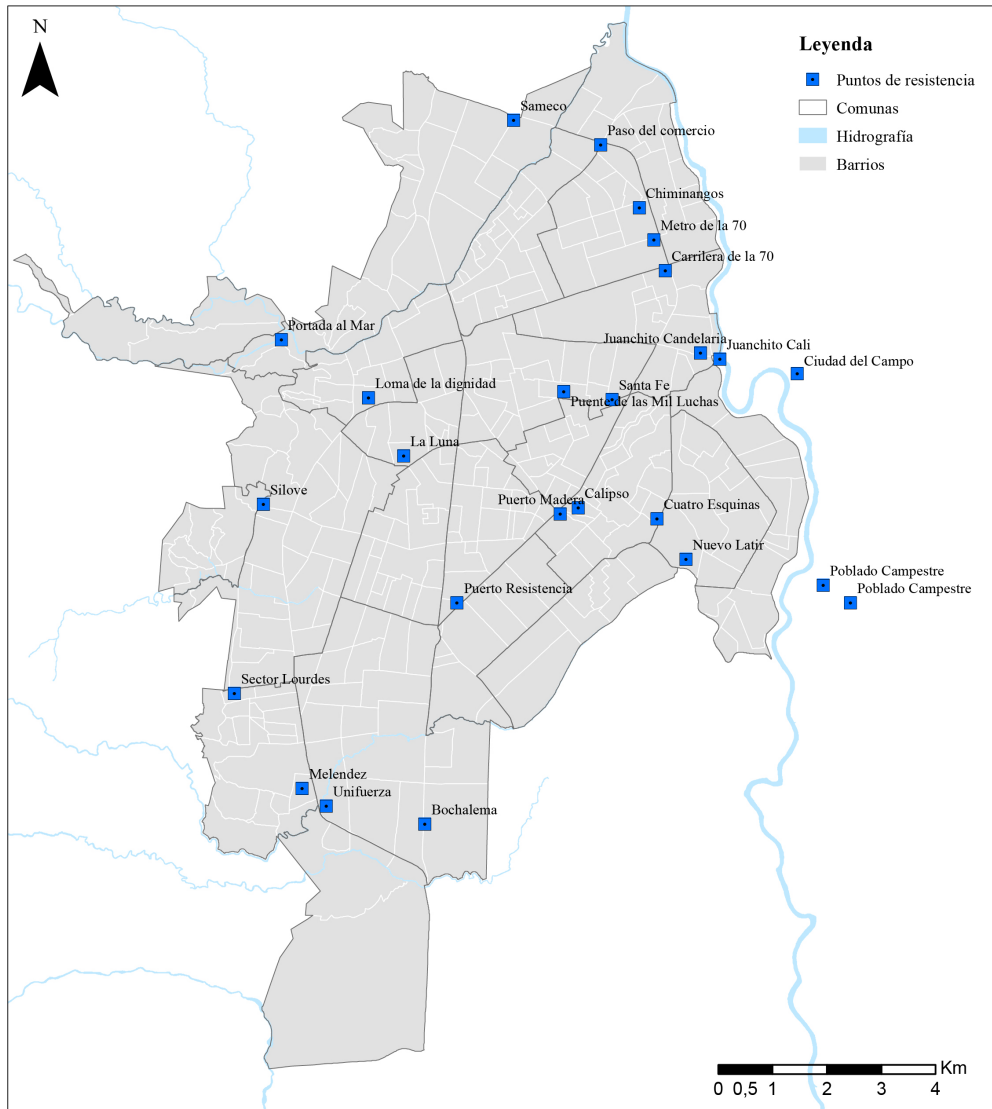 N
Leyenda
Puntos de resistencia
Comunas
Hidrografía
Barrios
Sameco
Paso del comercio
Chiminangos
Metro de la 70
Carrilera de la 70
Portada al Mar
Juanchito Candelaria
Juanchito Cali
Ciudad del Campo
Loma de la dignidad
Santa Fe
Puente de las Mil Luchas
La Luna
Silove
Puerto Madera
Calipso
Cuatro Esquinas
Nuevo Latir
Poblado Campestre
Poblado Campestre
Puerto Resistencia
Sector Lourdes
Melendez
Unifuerza
Bochalema
Km
0 0,5 1 2 3 4